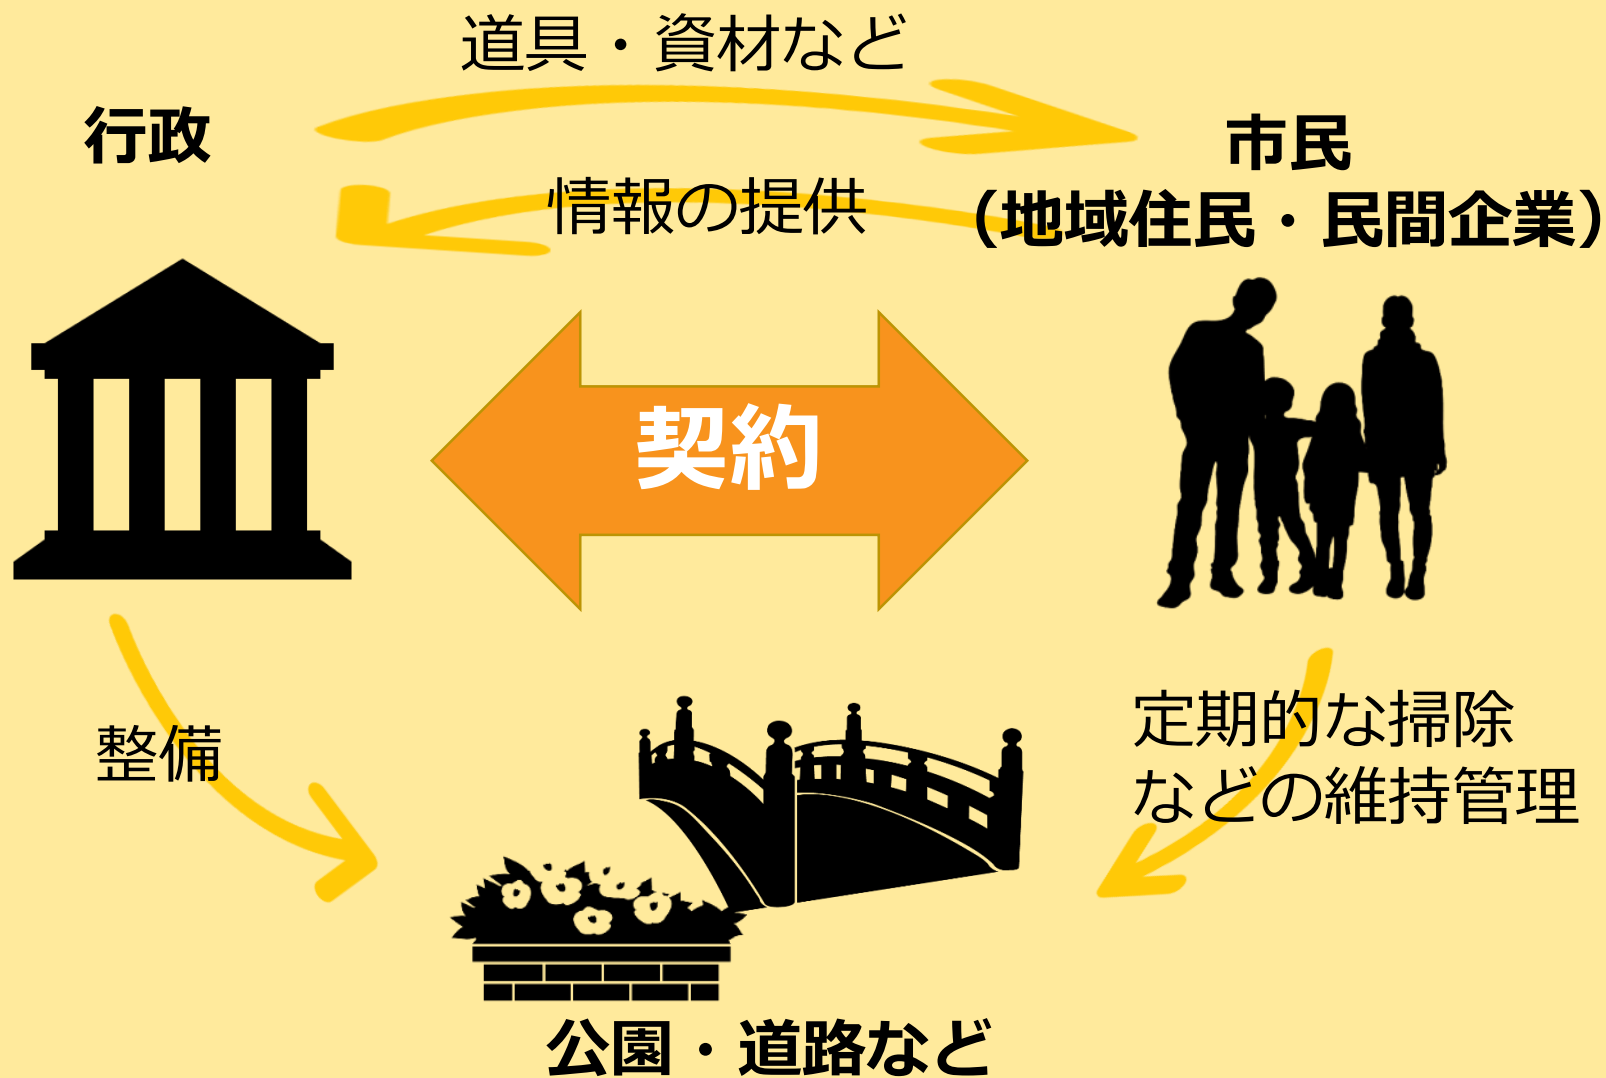 道具・資材など
行政
市民
（地域住民・民間企業）
情報の提供
契約
整備
定期的な掃除
などの維持管理
公園・道路など